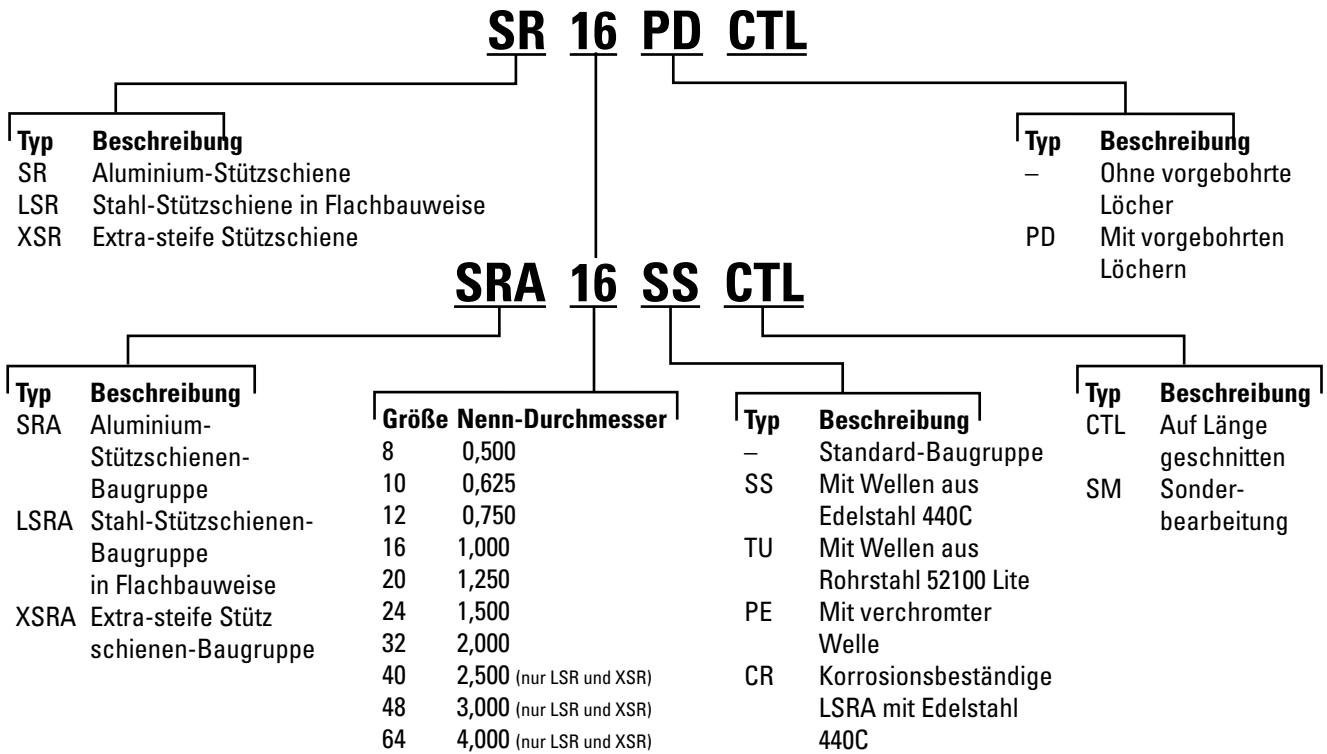 SR 16 PD CTL
Typ Beschreibung
SR Aluminium-Stützschiene
LSR Stahl-Stützschiene in Flachbauweise
XSR Extra-steife Stützschiene
Typ Beschreibung
– Ohne vorgebohrte
Löcher
PD Mit vorgebohrten
Löchern
SRA 16 SS CTL
Typ Beschreibung
SRA Aluminium-
Stützschienen-
Baugruppe
LSRA Stahl-Stützschienen-
Baugruppe
in Flachbauweise
XSRA Extra-steife Stütz
schienen-Baugruppe
Größe Nenn-Durchmesser
8 0,500
10 0,625
12 0,750
16 1,000
20 1,250
24 1,500
32 2,000
40 2,500 (nur LSR und XSR)
48 3,000 (nur LSR und XSR)
64 4,000 (nur LSR und XSR)
Typ Beschreibung
– Standard-Baugruppe
SS Mit Wellen aus
Edelstahl 440C
TU Mit Wellen aus
Rohrstahl 52100 Lite
PE Mit verchromter
Welle
CR Korrosionsbeständige
LSRA mit Edelstahl
440C
Typ Beschreibung
CTL Auf Länge
geschnitten
SM Sonder-
bearbeitung